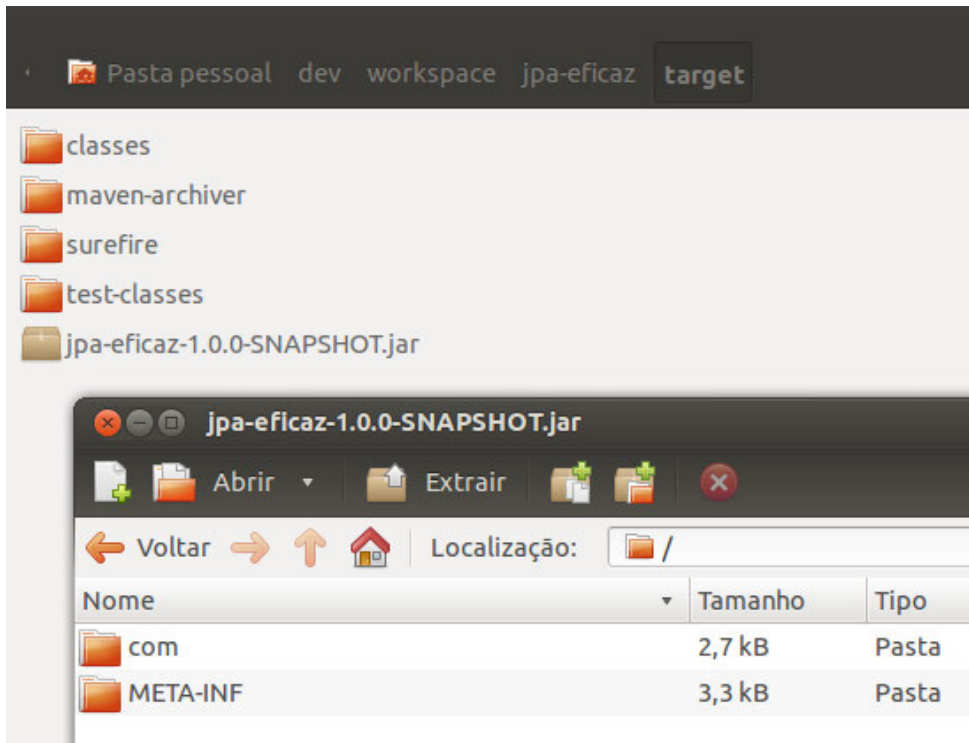 Pasta pessoal dev workspace jpa-eficaz target
classes
maven-archiver
surefire
test-classes
jpa-eficaz-1.0.0-SNAPSHOT.jar
jpa-eficaz-1.0.0-SNAPSHOT.jar
Abrir Extrair
Voltar Localização: /
Nome Tamanho Tipo
com 2,7 kB Pasta
META-INF 3,3 kB Pasta